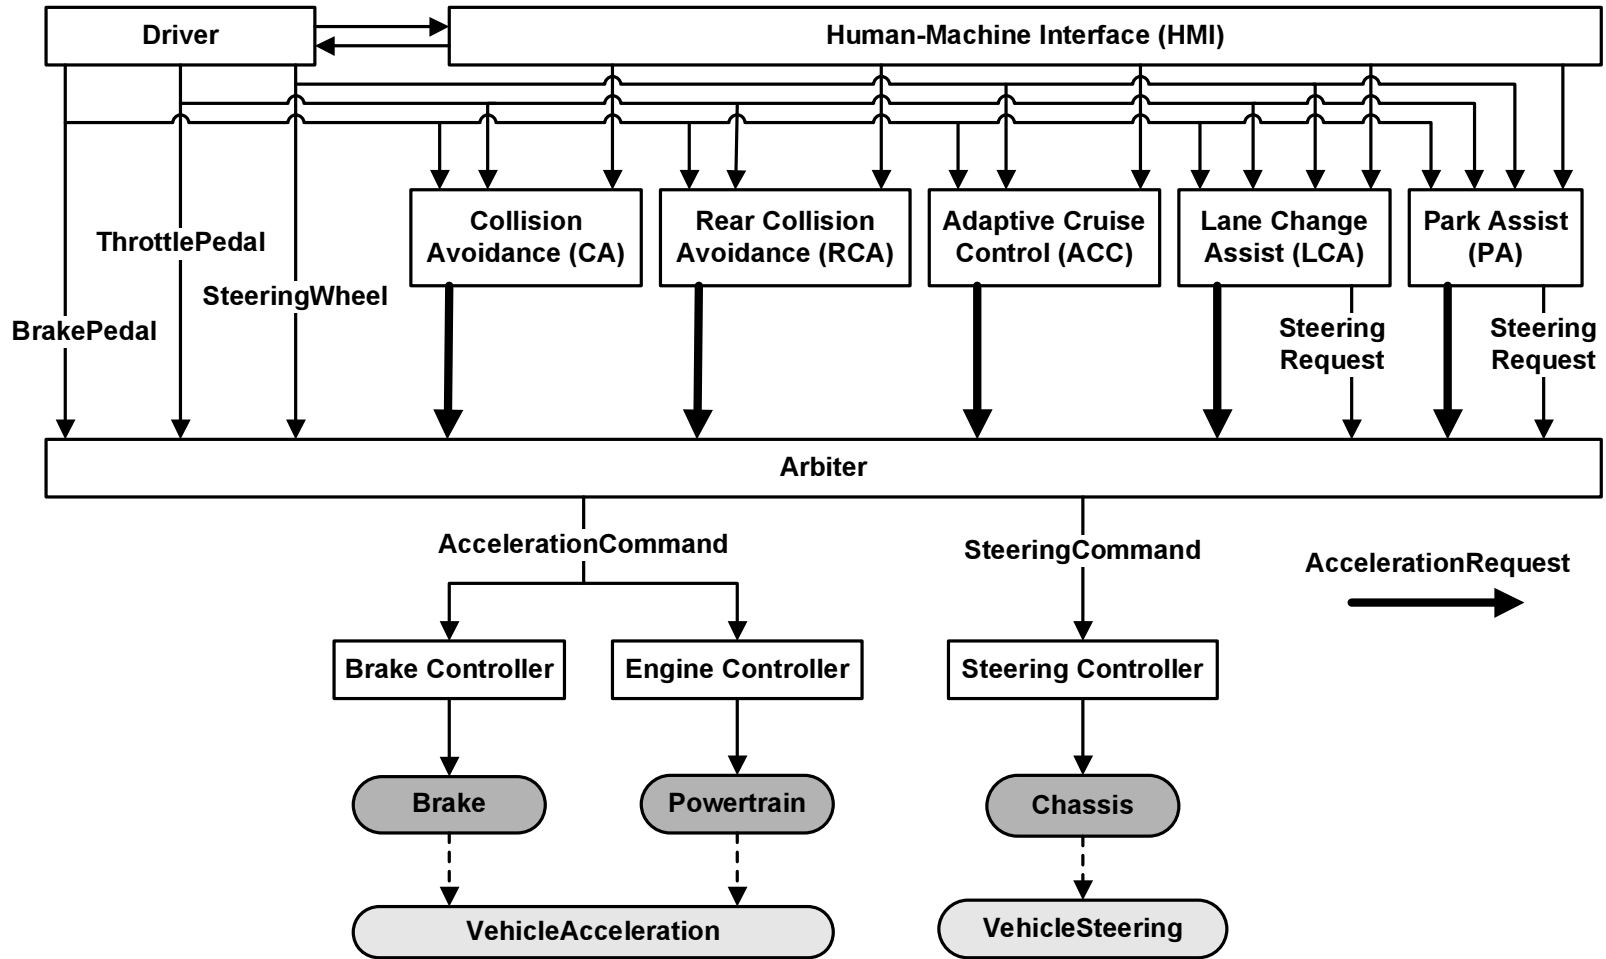 Driver
Human-Machine Interface (HMI)
Collision
Avoidance (CA)
Rear Collision
Avoidance (RCA)
Adaptive Cruise
Control (ACC)
Lane Change
Assist (LCA)
Park Assist
(PA)
ThrottlePedal
SteeringWheel
BrakePedal
Steering
Request
Steering
Request
Arbiter
AccelerationCommand
SteeringCommand
AccelerationRequest
Brake Controller
Engine Controller
Steering Controller
Brake
Powertrain
Chassis
VehicleAcceleration
VehicleSteering